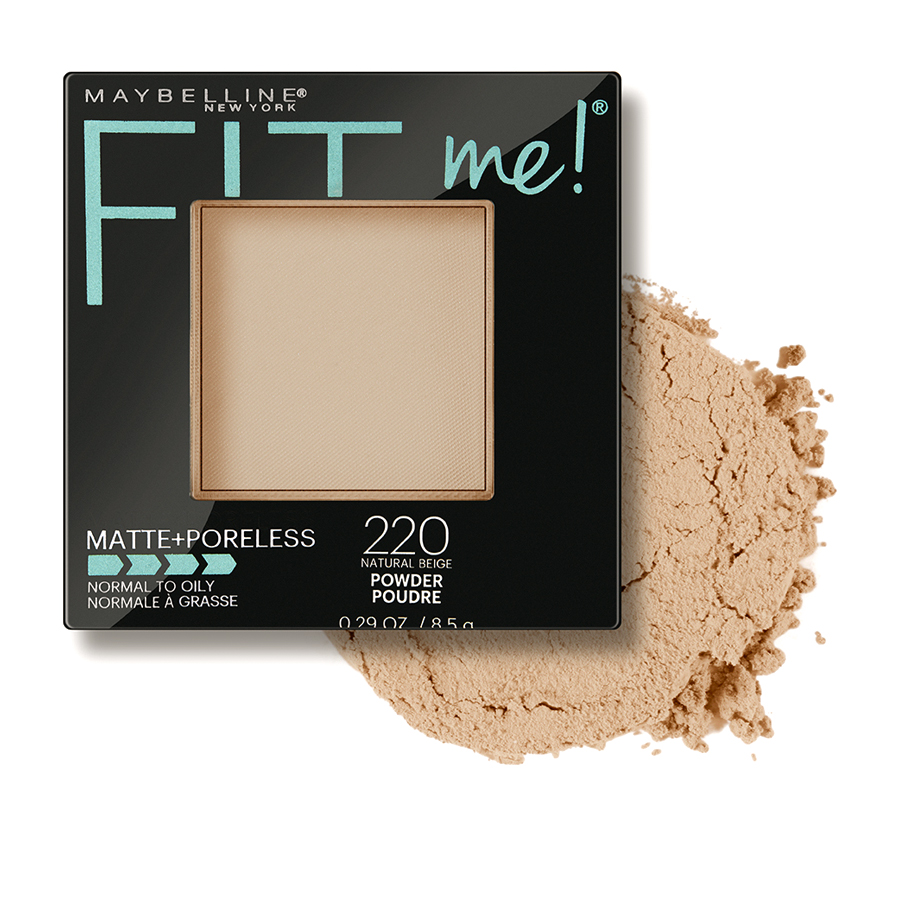 MAYBELLINE®
NEW YORK
FIT me!®
MATTE+PORELESS
NORMAL TO OILY
NORMALE À GRASSE
220
NATURAL BEIGE
POWDER
POUDRE
0.29 OZ. / 8.5 g